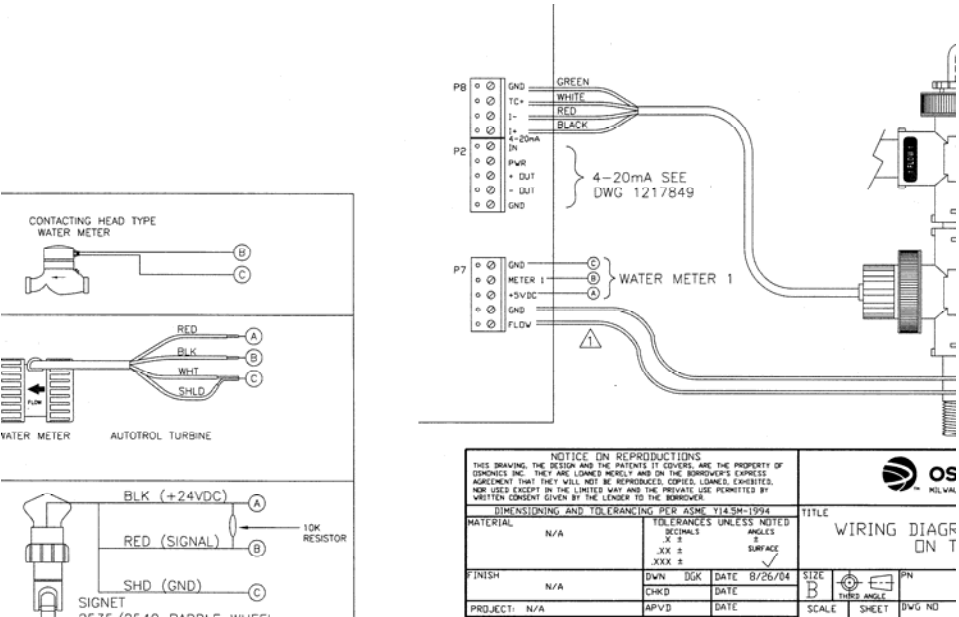 CONTACTING HEAD TYPE
WATER METER
B
C
RED
A
BLK
B
WHT
C
SHLD
FLOW
WATER METER
AUTOTROL TURBINE
BLK (+24VDC)
A
10K
RESISTOR
RED (SIGNAL)
B
SHD (GND)
C
SIGNET
P8
GND
GREEN
TC+
WHITE
I-
RED
I+
BLACK
4-20mA
P2
IN
PWR
+ OUT
- OUT
GND
4-20mA SEE
DWG 1217849
P7
GND
C
METER 1
B
+5VDC
A
WATER METER 1
GND
FLOW
1
FLOW
NOTICE ON REPRODUCTIONS
THIS DRAWING, THE DESIGN AND THE PATENTS IT COVERS, ARE THE PROPERTY OF
OSMONICS INC. THEY ARE LOANED MERELY AND ON THE BORROWER'S EXPRESS
AGREEMENT THAT THEY WILL NOT BE REPRODUCED, COPIED, LOANED, EXHIBITED,
NOR USED EXCEPT IN THE LIMITED WAY AND THE PRIVATE USE PERMITTED BY
WRITTEN CONSENT GIVEN BY THE LENDER TO THE BORROWER.
DIMENSIONING AND TOLERANCING PER ASME Y14.5M-1994
MATERIAL
N/A
TOLERANCES UNLESS NOTED
DECIMALS ANGLES
.X ± ±
.XX ± SURFACE
.XXX ±
FINISH
N/A
DWN DGK DATE 8/26/04
CHKD DATE
PROJECT: N/A
APVD DATE
OS
MILWAU
TITLE
WIRING DIAGR
ON T
SIZE
B
THIRD ANGLE
PN
SCALE SHEET DWG NO